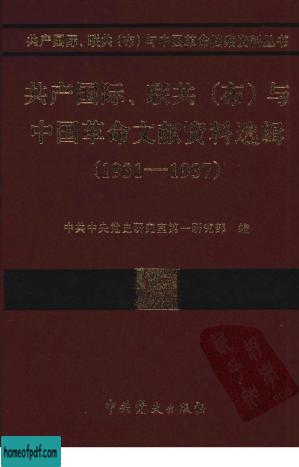 共产国际、联共(布)与中国革命档案资料丛书
共产国际、联共(布)与
中国革命文献资料选辑
(1931—1937)
中共中央党史研究室第一研究部 编
中共党史出版社
homeofpdf.com